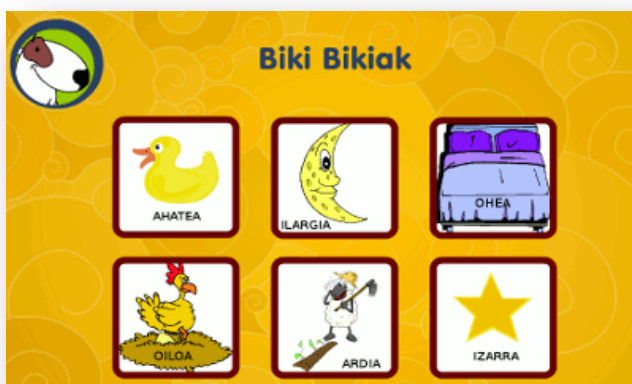 Biki Bikiak
AHATEA
ILARGIA
OHEA
OILOA
ARDIA
IZARRA